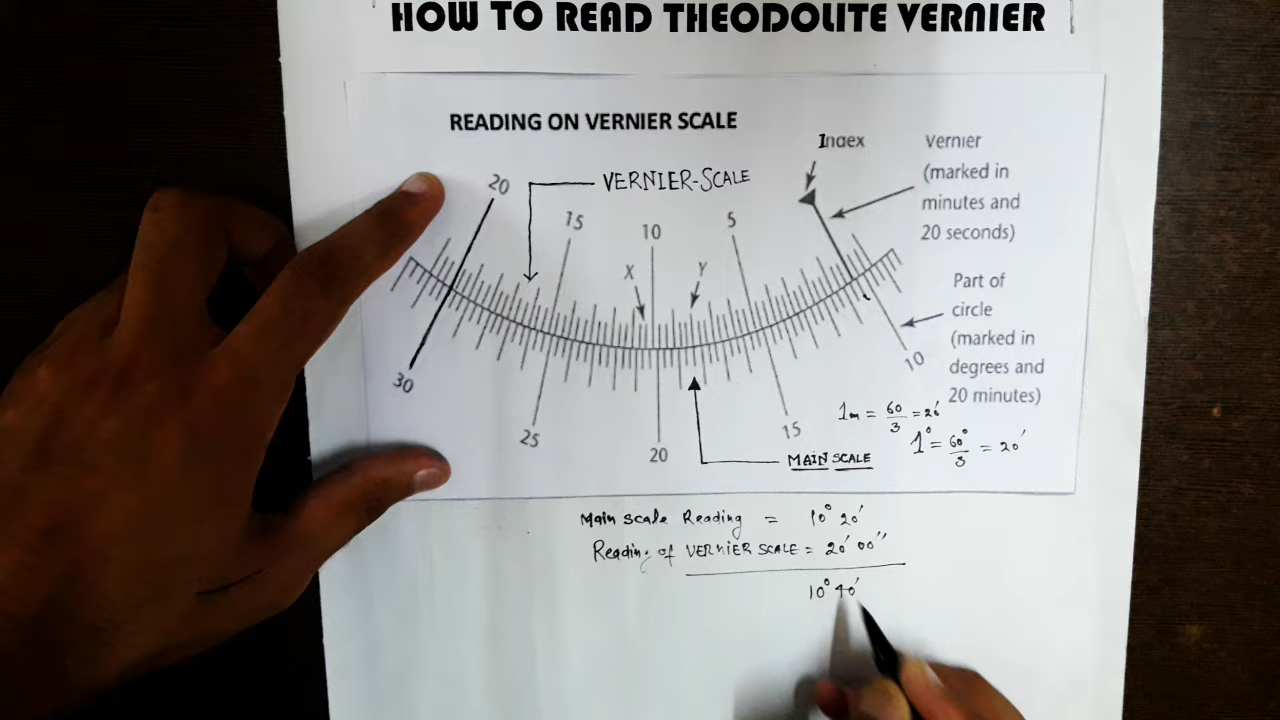 HOW TO READ THEODOLITE VERNIER
READING ON VERNIER SCALE
Index
Vernier
(marked in
minutes and
20 seconds)
VERNIER-SCALE
20
15
10
5
X
Y
Part of
circle
(marked in
degrees and
20 minutes)
30
25
20
15
10
1m = 60/3 = 20'
1° = 60°/3 = 20'
MAIN SCALE
Main scale Reading = 10° 20'
Reading of VERNIER SCALE = 20' 00"
10° 40'